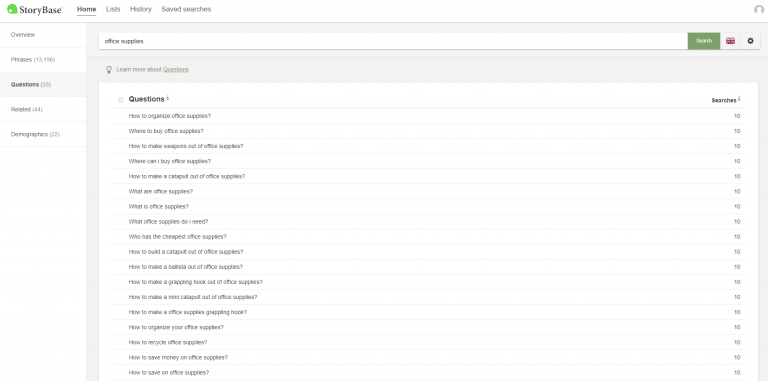 StoryBase®
Home Lists History Saved searches
Overview
Phrases (13,198)
Questions (33)
Related (44)
Demographics (22)
office supplies
Search
Learn more about Questions
Questions i Searches i
How to organize office supplies? 10
Where to buy office supplies? 10
How to make weapons out of office supplies? 10
Where can i buy office supplies? 10
How to make a catapult out of office supplies? 10
What are office supplies? 10
What is office supplies? 10
What office supplies do i need? 10
Who has the cheapest office supplies? 10
How to build a catapult out of office supplies? 10
How to make a ballista out of office supplies? 10
How to make a grappling hook out of office supplies? 10
How to make a mini catapult out of office supplies? 10
How to make a office supplies grappling hook? 10
How to organize your office supplies? 10
How to recycle office supplies? 10
How to save money on office supplies? 10
How to save on office supplies? 10